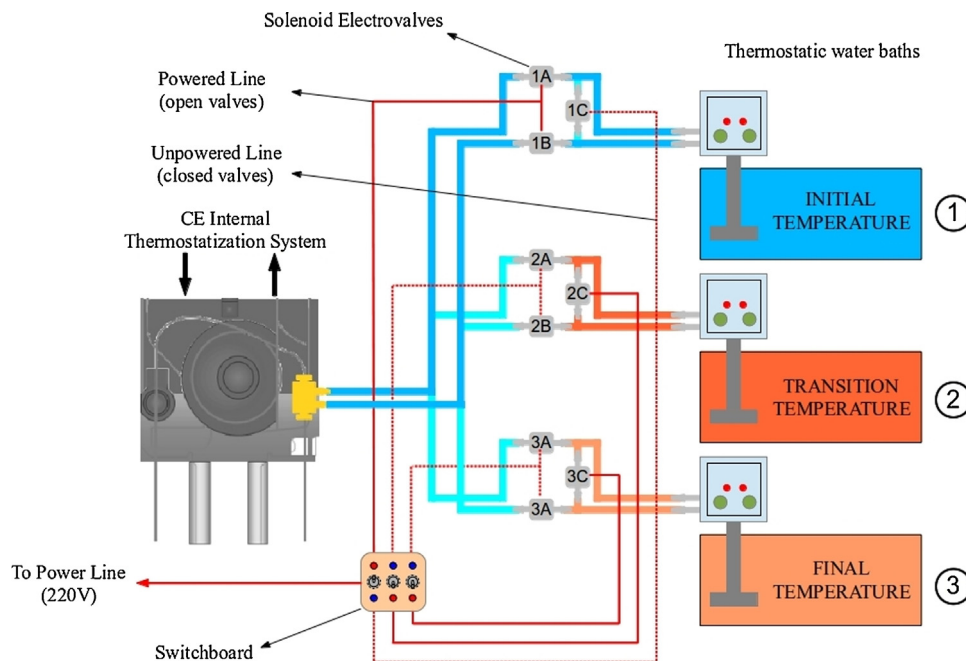 Solenoid Electrovalves
Thermostatic water baths
Powered Line
(open valves)
1A
1C
1B
Unpowered Line
(closed valves)
INITIAL
TEMPERATURE
1
CE Internal
Thermostatization System
2A
2C
2B
TRANSITION
TEMPERATURE
2
3A
3C
3A
FINAL
TEMPERATURE
3
To Power Line
(220V)
Switchboard